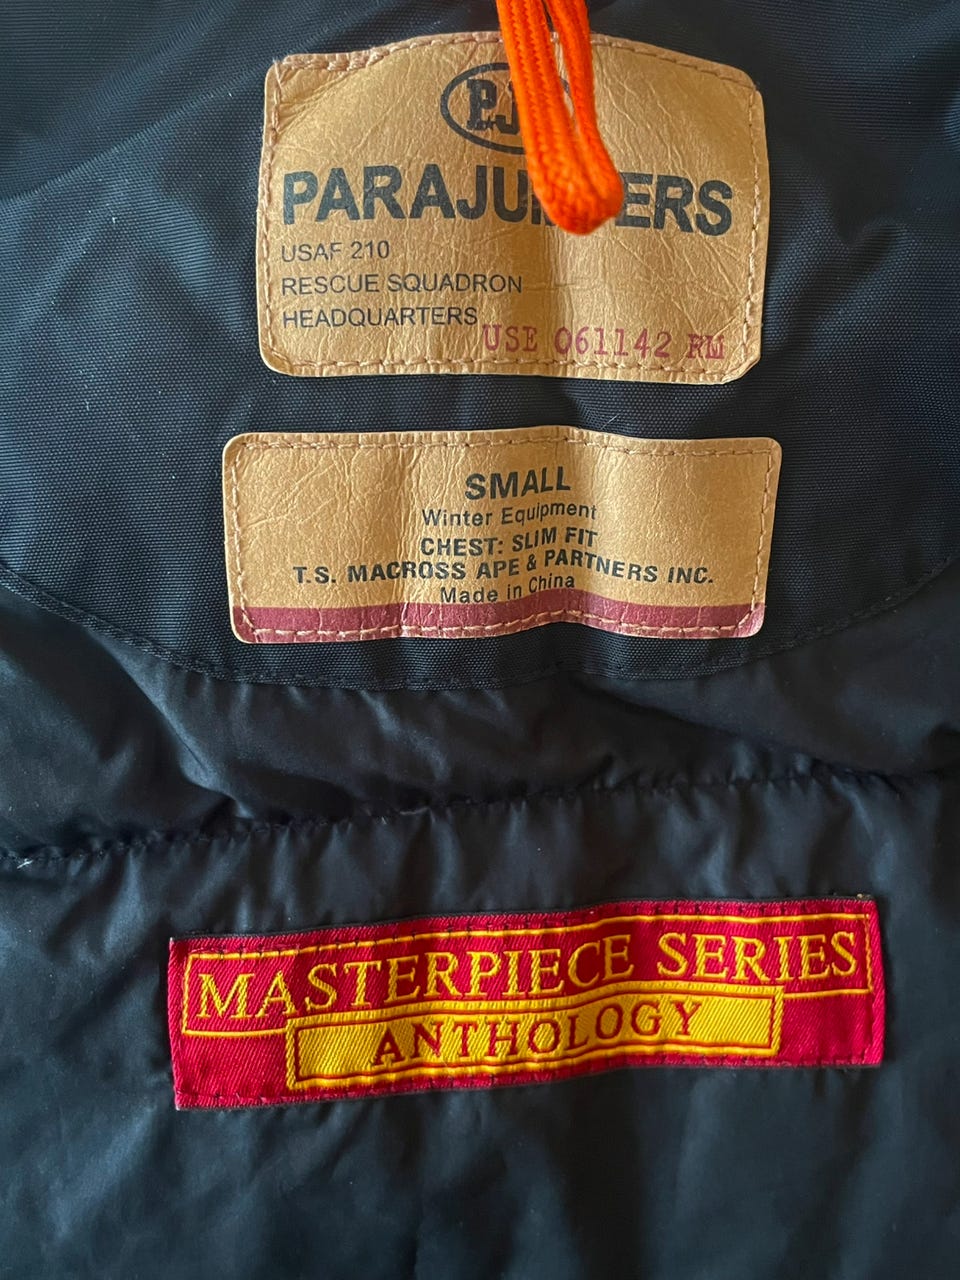 P.J
PARAJUMPERS
USAF 210
RESCUE SQUADRON
HEADQUARTERS
USE 061142 RM
SMALL
Winter Equipment
CHEST: SLIM FIT
T.S. MACROSS APE & PARTNERS INC.
Made in China
MASTERPIECE SERIES
ANTHOLOGY